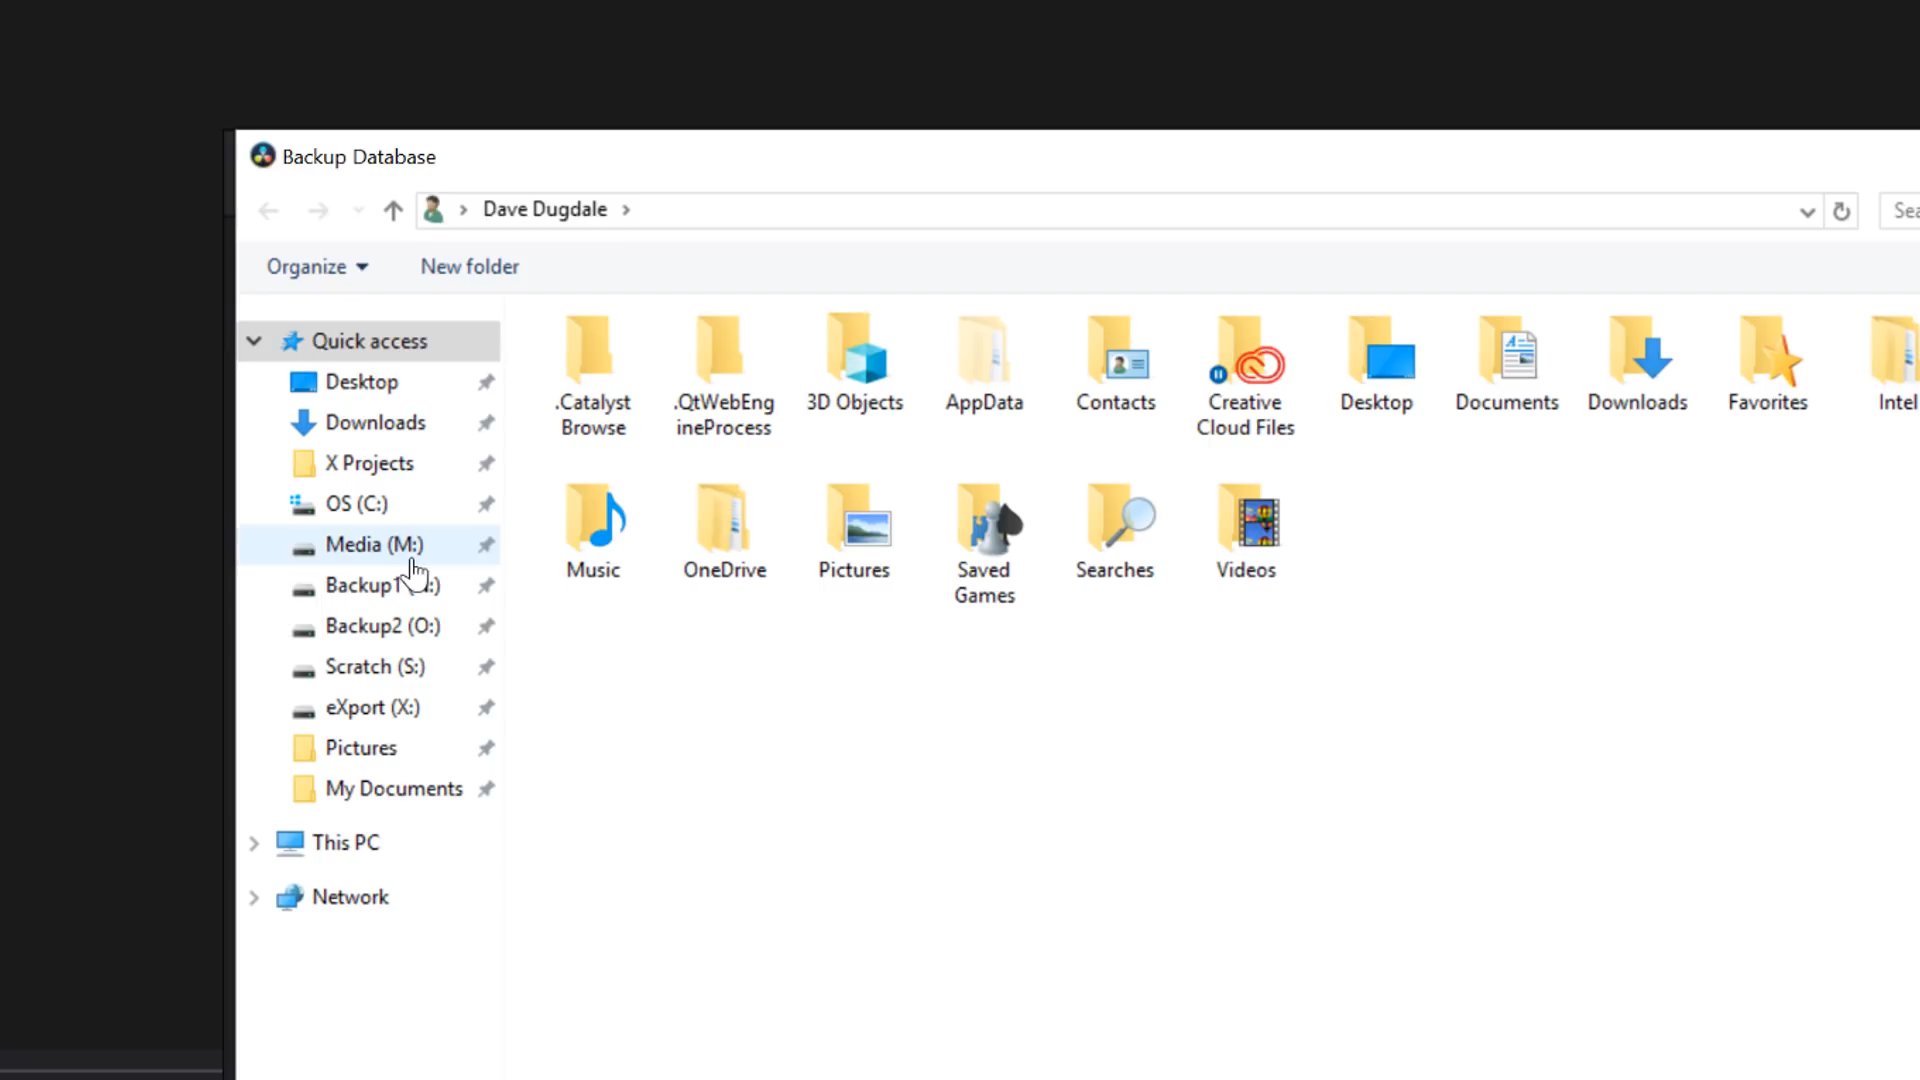 Backup Database
Dave Dugdale
Sea
Organize
New folder
Quick access
Desktop
Downloads
X Projects
OS (C:)
Media (M:)
Backup1 :)
Backup2 (O:)
Scratch (S:)
eXport (X:)
Pictures
My Documents
This PC
Network
.Catalyst
Browse
.QtWebEng
ineProcess
3D Objects
AppData
Contacts
Creative
Cloud Files
Desktop
Documents
Downloads
Favorites
Intel
Music
OneDrive
Pictures
Saved
Games
Searches
Videos